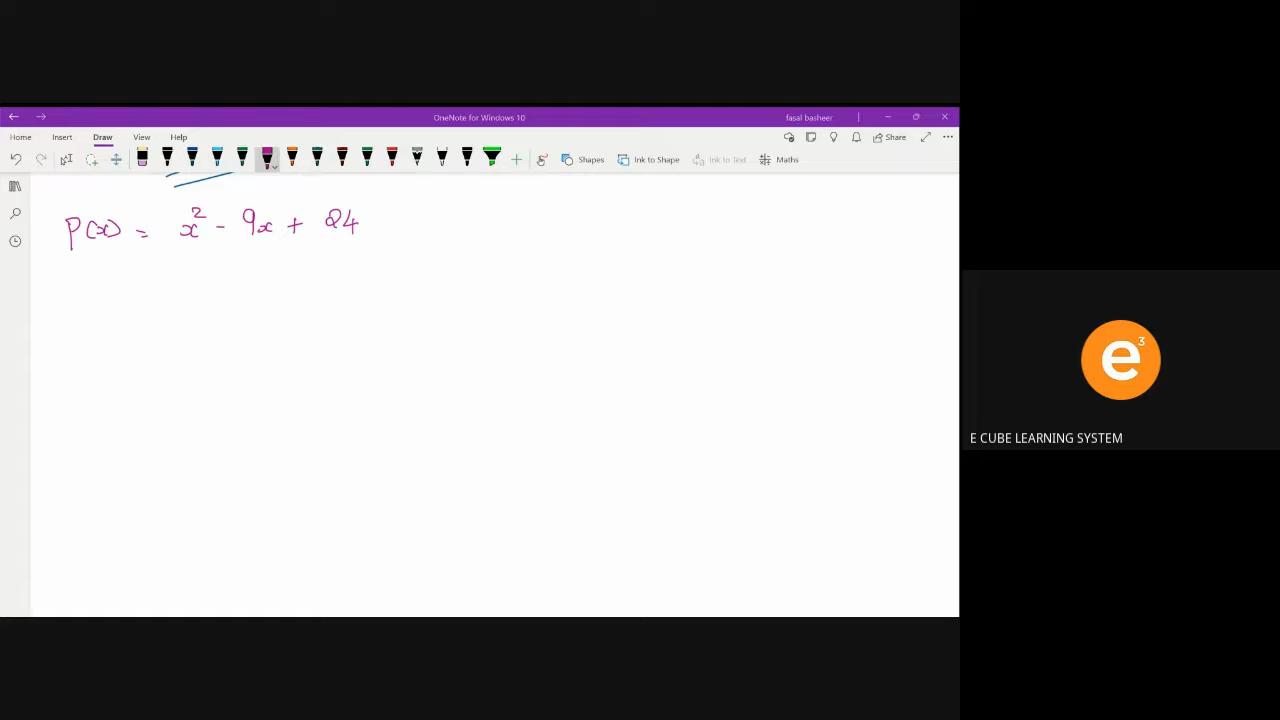 OneNote for Windows 10
fasal basheer
Home Insert Draw View Help
Share
Shapes Ink to Shape Ink to Text Maths
P(x) = x² - 9x + 24
e³
E CUBE LEARNING SYSTEM